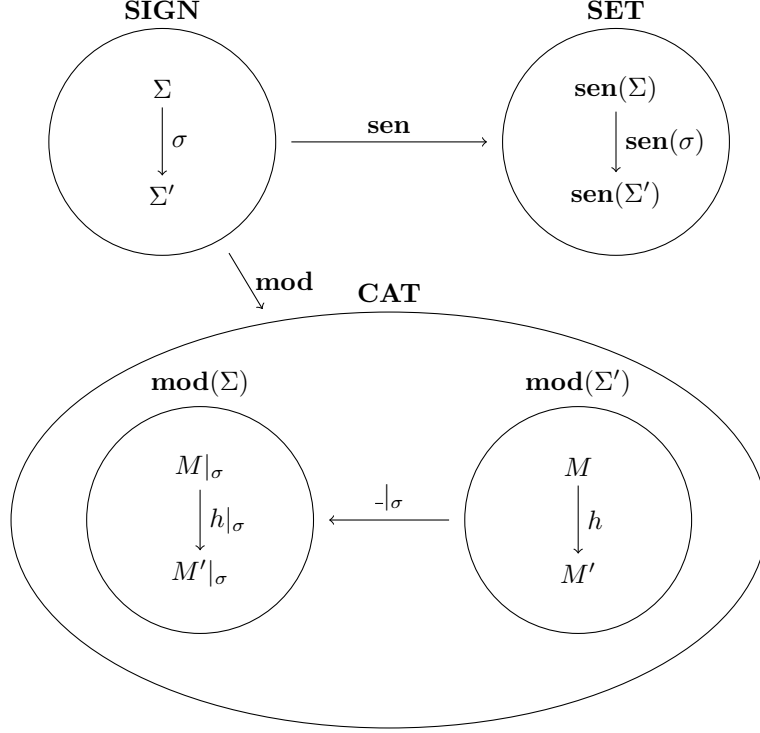 SIGN
SET
Σ
σ
Σ′
sen
sen(Σ)
sen(σ)
sen(Σ′)
mod
CAT
mod(Σ)
mod(Σ′)
M|σ
h|σ
M′|σ
_|σ
M
h
M′